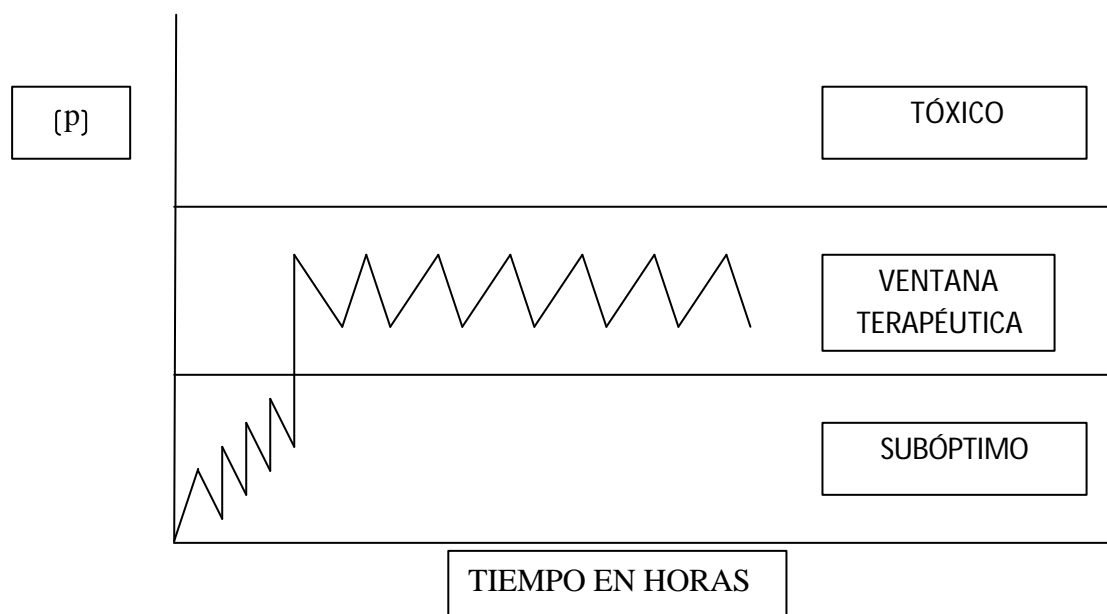 [p]
TÓXICO
VENTANA
TERAPÉUTICA
SUBÓPTIMO
TIEMPO EN HORAS